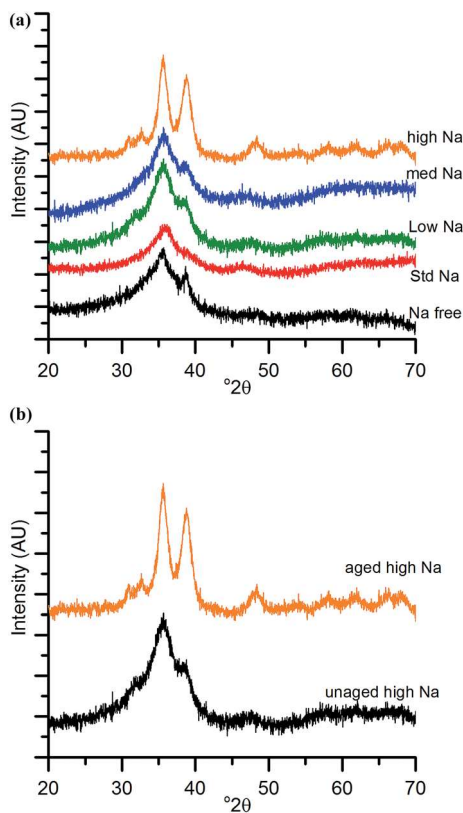 (a)
Intensity (AU)
high Na
med Na
Low Na
Std Na
Na free
20 30 40 50 60 70
°2θ
(b)
Intensity (AU)
aged high Na
unaged high Na
20 30 40 50 60 70
°2θ